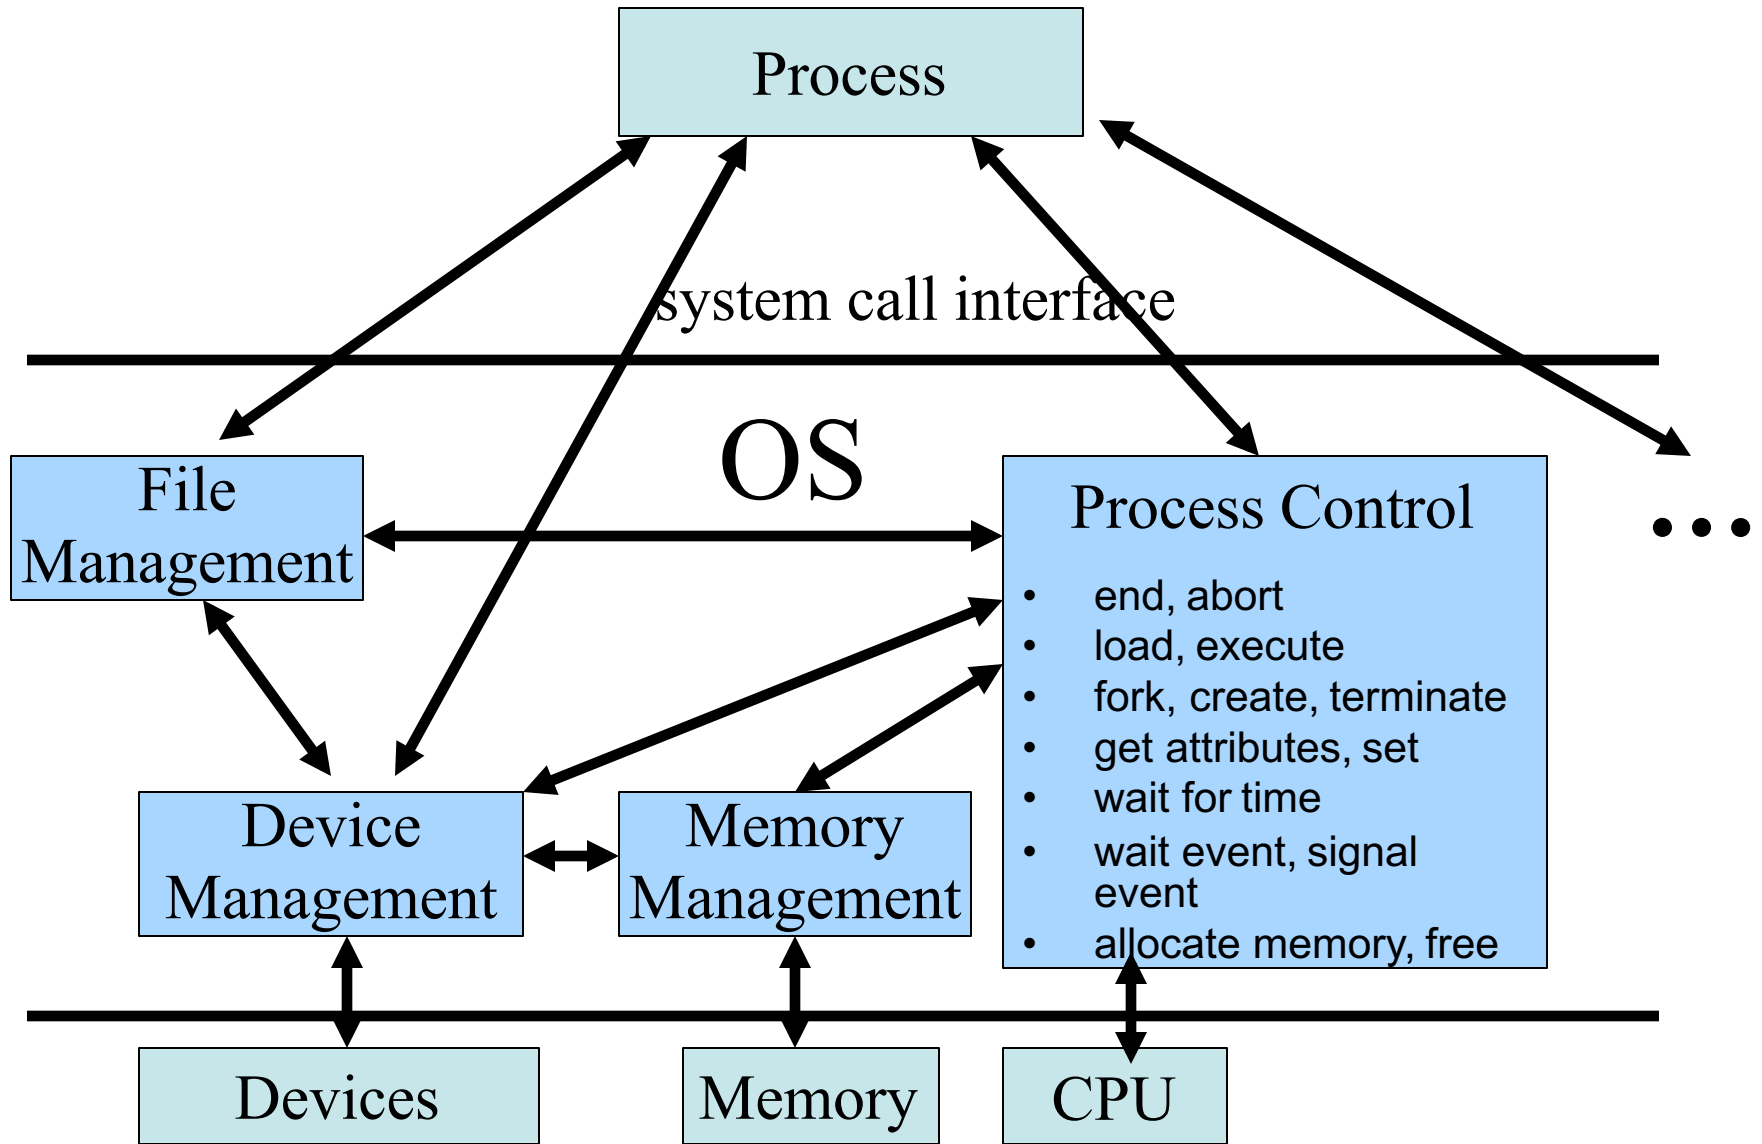 Process
system call interface
OS
File
Management
Process Control
• • •
• end, abort
• load, execute
• fork, create, terminate
• get attributes, set
• wait for time
• wait event, signal
event
• allocate memory, free
Device
Management
Memory
Management
Devices
Memory
CPU